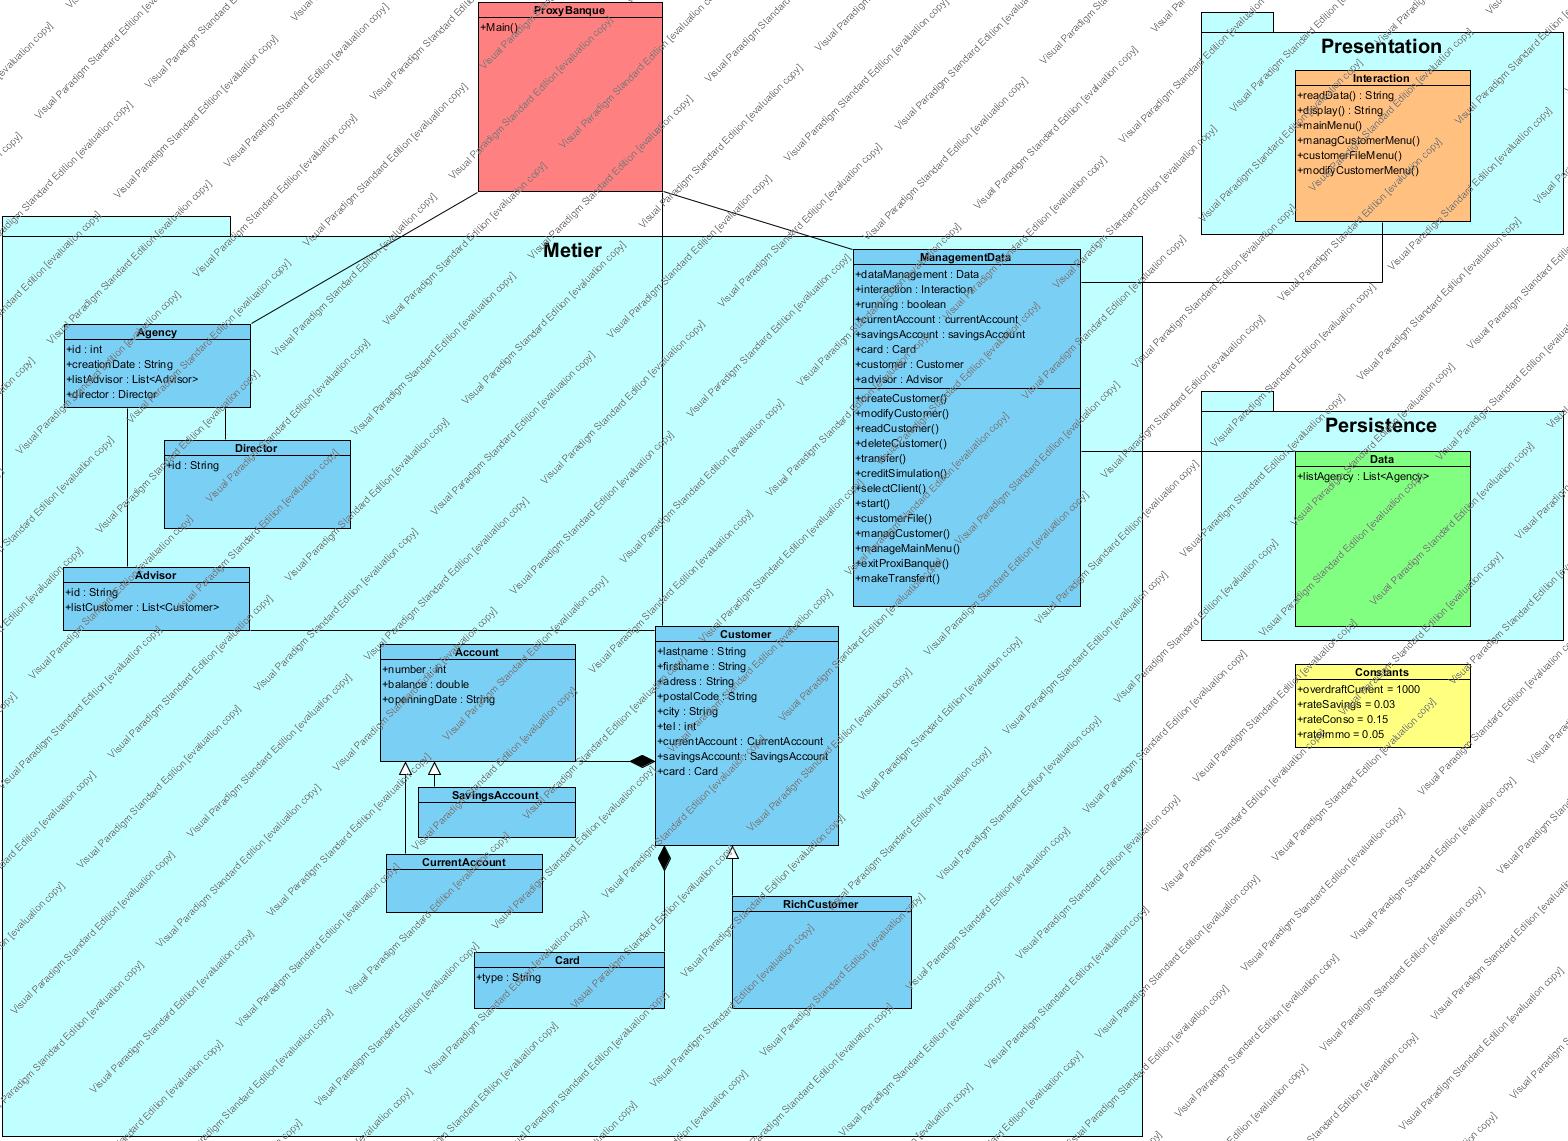 ProxyBanque
+Main()
Presentation
Interaction
+readData() : String
+display() : String
+mainMenu()
+managCustomerMenu()
+customerFileMenu()
+modifyCustomerMenu()
Metier
ManagementData
+dataManagement : Data
+interaction : Interaction
+running : boolean
+currentAccount : currentAccount
+savingsAccount : savingsAccount
+card : Card
+customer : Customer
+advisor : Advisor
+createCustomer()
+modifyCustomer()
+readCustomer()
+deleteCustomer()
+transfer()
+creditSimulation()
+selectClient()
+start()
+customerFile()
+managCustomer()
+manageMainMenu()
+exitProxiBanque()
+makeTransfert()
Agency
+id : int
+creationDate : String
+listAdvisor : List<Advisor>
+director : Director
Director
+id : String
Persistence
Data
+listAgency : List<Agency>
Advisor
+id : String
+listCustomer : List<Customer>
Account
+number : int
+balance : double
+openningDate : String
Customer
+lastname : String
+firstname : String
+adress : String
+postalCode : String
+city : String
+tel : int
+currentAccount : CurrentAccount
+savingsAccount : SavingsAccount
+card : Card
Constants
+overdraftCurrent = 1000
+rateSavings = 0.03
+rateConso = 0.15
+rateImmo = 0.05
SavingsAccount
CurrentAccount
RichCustomer
Card
+type : String
Visual Paradigm Standard Edition [evaluation copy]